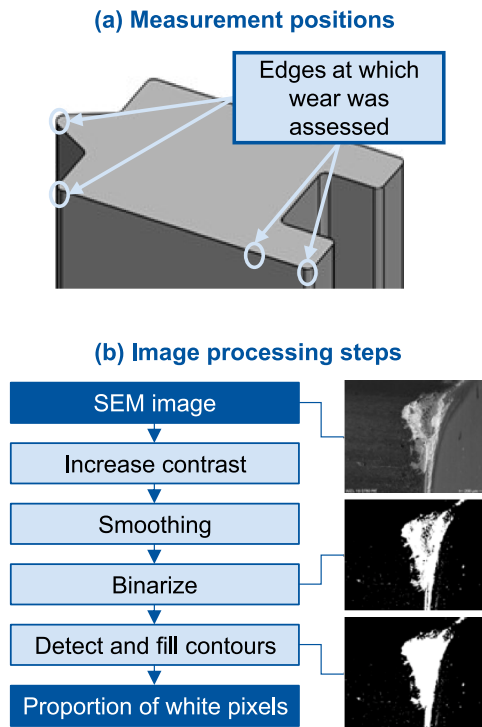 (a) Measurement positions
Edges at which
wear was
assessed
(b) Image processing steps
SEM image
Increase contrast
Smoothing
Binarize
Detect and fill contours
Proportion of white pixels